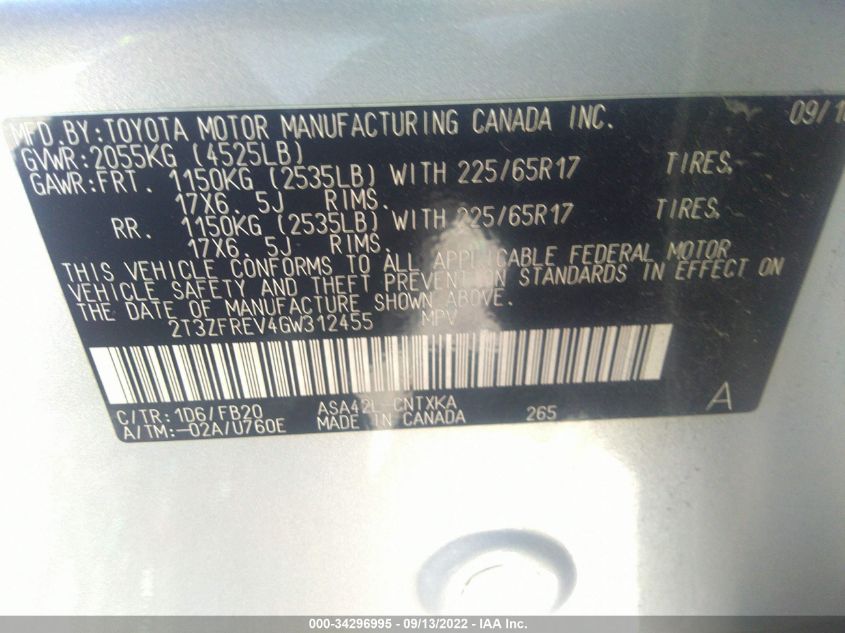 MFD.BY:TOYOTA MOTOR MANUFACTURING CANADA INC. 09/1
GVWR:2055KG (4525LB)
GAWR:FRT. 1150KG (2535LB) WITH 225/65R17 TIRES.
17X6.5J RIMS.
RR. 1150KG (2535LB) WITH 225/65R17 TIRES.
17X6.5J RIMS.
THIS VEHICLE CONFORMS TO ALL APPLICABLE FEDERAL MOTOR
VEHICLE SAFETY AND THEFT PREVENTION STANDARDS IN EFFECT ON
THE DATE OF MANUFACTURE SHOWN ABOVE.
2T3ZFREV4GW312455 MPV
C/TR:1D6/FB20 ASA42L-CNTXKA
A/TM:-02A/U760E MADE IN CANADA 265 A
000-34296995 - 09/13/2022 - IAA Inc.